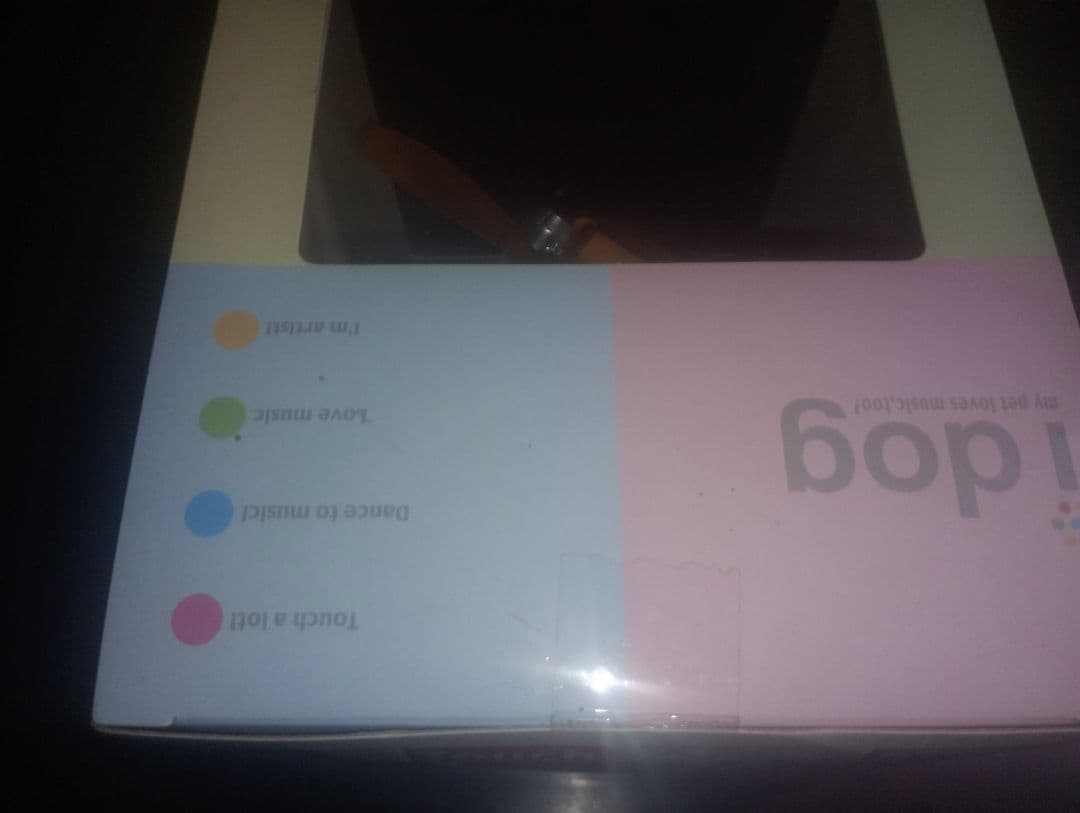 i dog
my pet loves music,too!
Touch a lot!
Dance to music!
Love music
I'm artist!